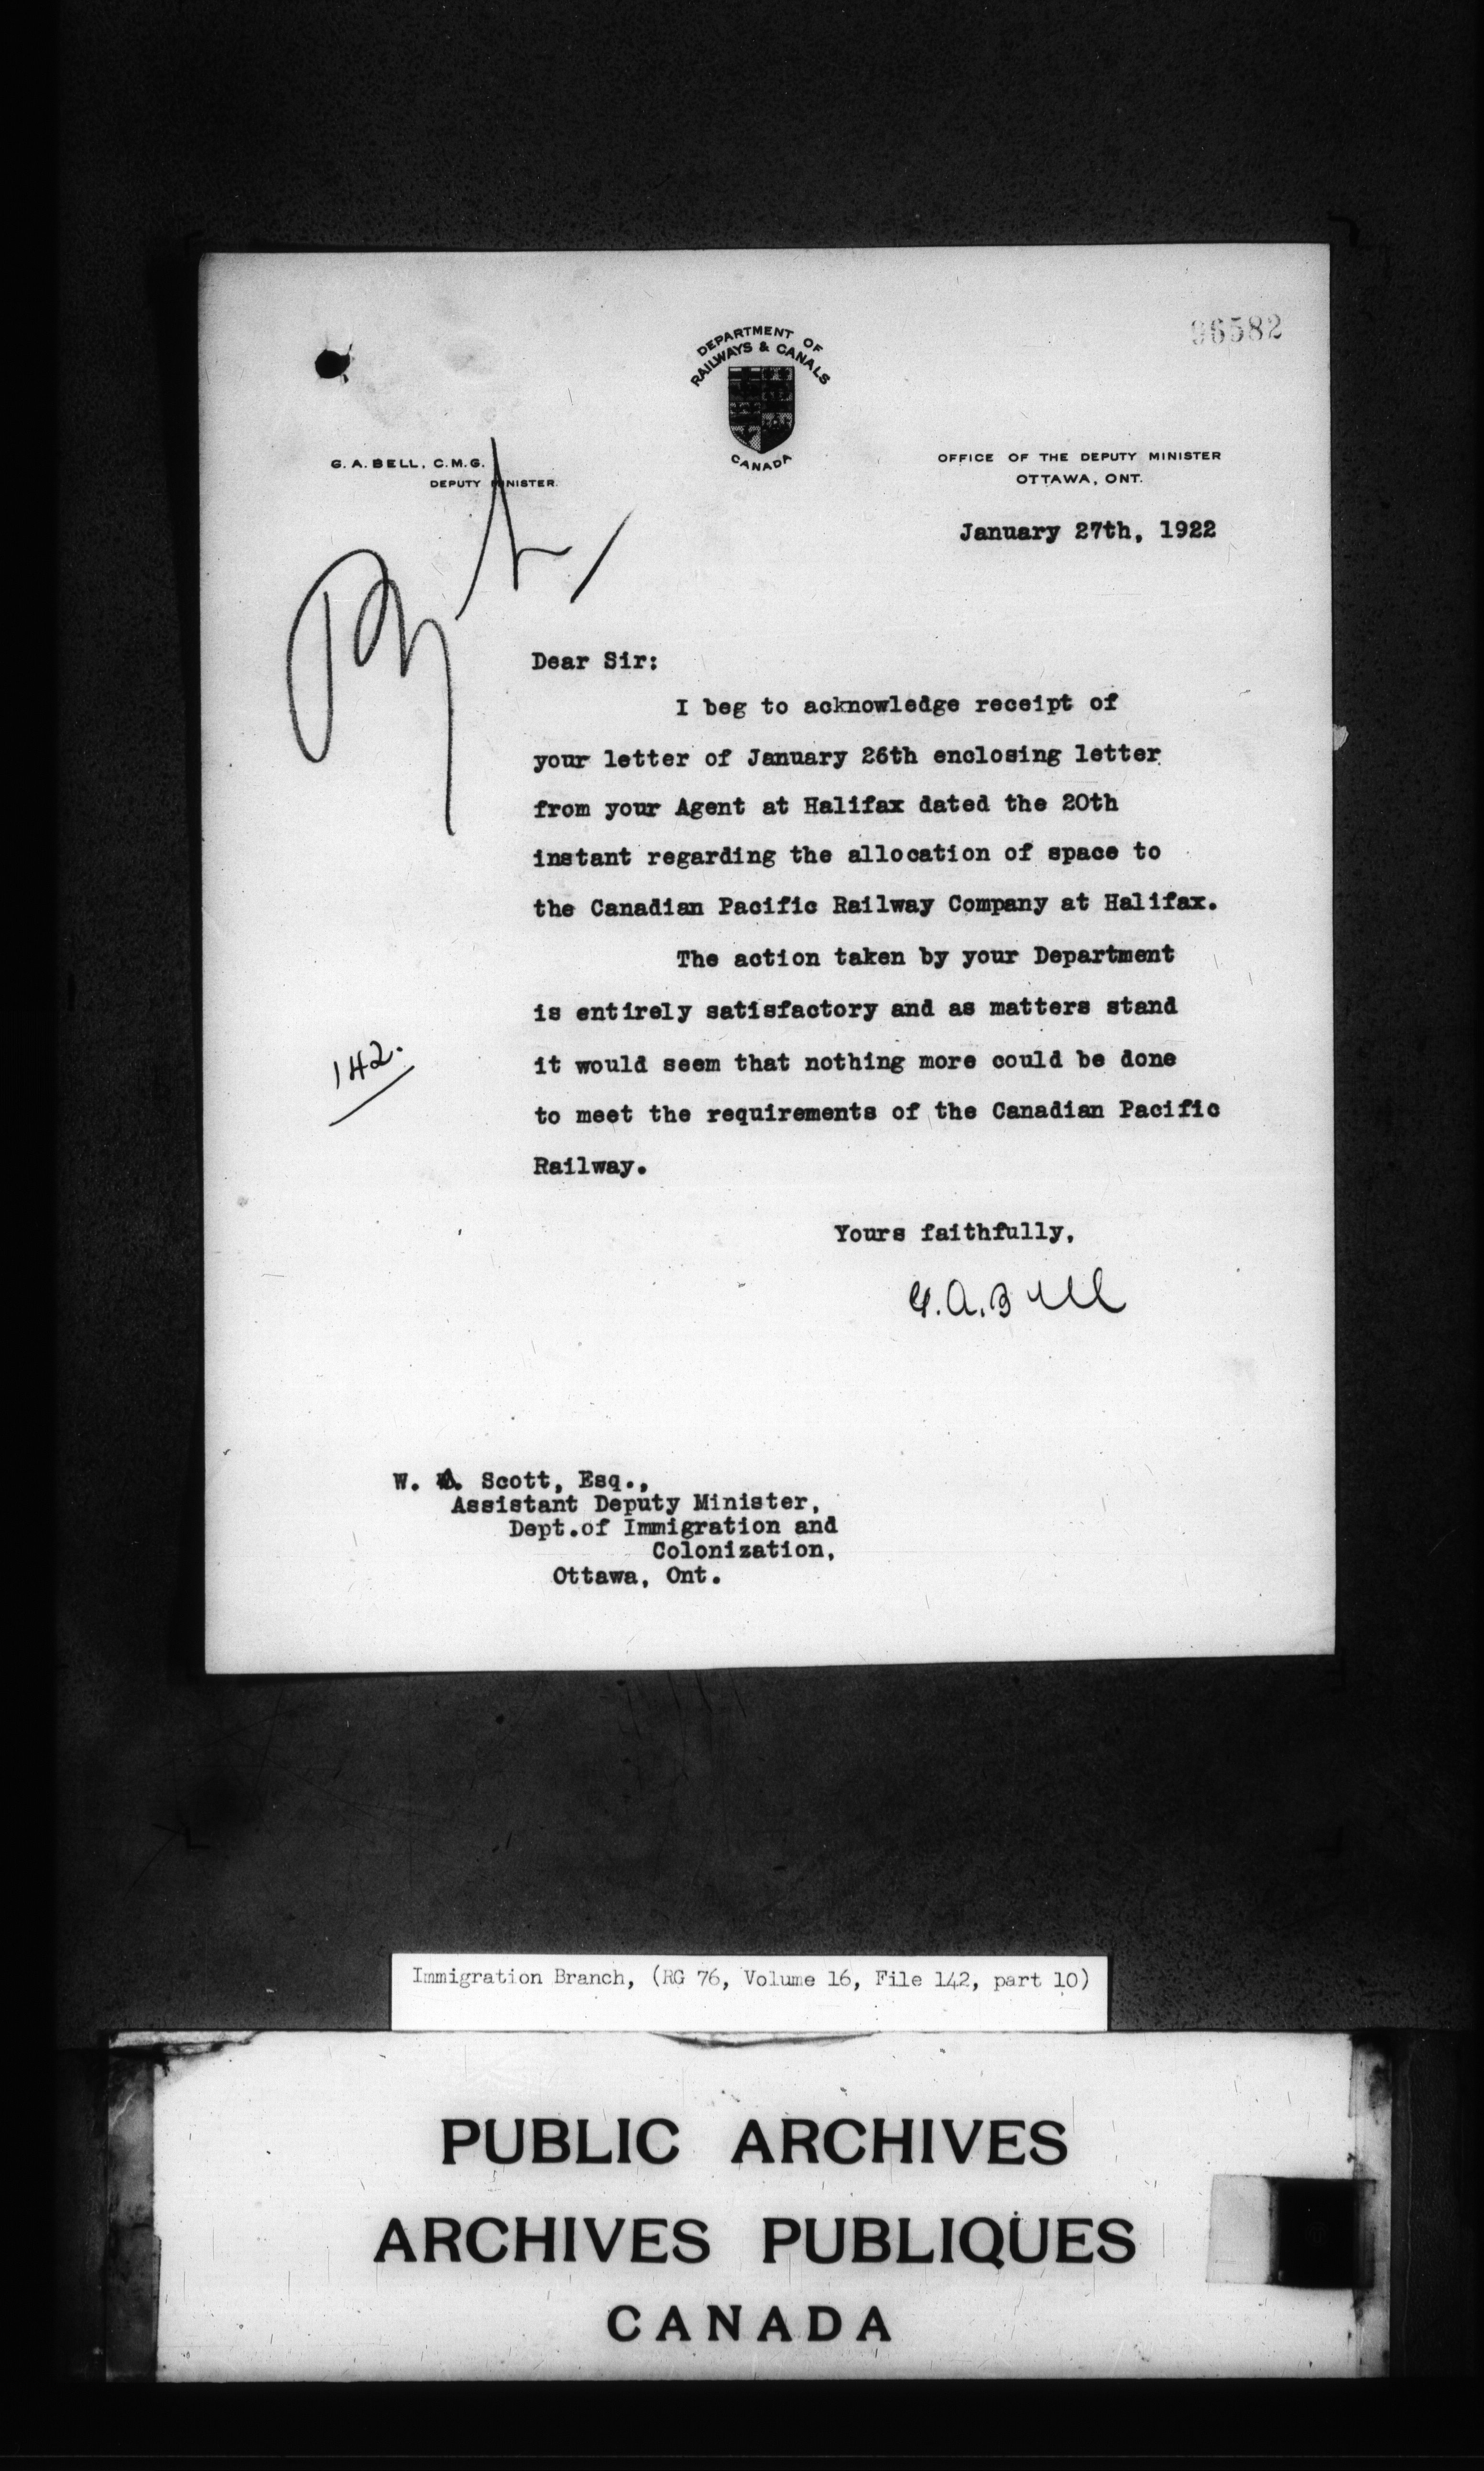 96582
DEPARTMENT OF
RAILWAYS & CANALS
CANADA
G. A. BELL, C.M.G.
DEPUTY MINISTER.
OFFICE OF THE DEPUTY MINISTER
OTTAWA, ONT.
January 27th, 1922
Dear Sir:
I beg to acknowledge receipt of
your letter of January 26th enclosing letter
from your Agent at Halifax dated the 20th
instant regarding the allocation of space to
the Canadian Pacific Railway Company at Halifax.
The action taken by your Department
is entirely satisfactory and as matters stand
it would seem that nothing more could be done
to meet the requirements of the Canadian Pacific
Railway.
142.
Yours faithfully,
G.A.Bell
W. Scott, Esq.,
Assistant Deputy Minister,
Dept.of Immigration and
Colonization,
Ottawa, Ont.
Immigration Branch, (RG 76, Volume 16, File 142, part 10)
PUBLIC ARCHIVES
ARCHIVES PUBLIQUES
CANADA